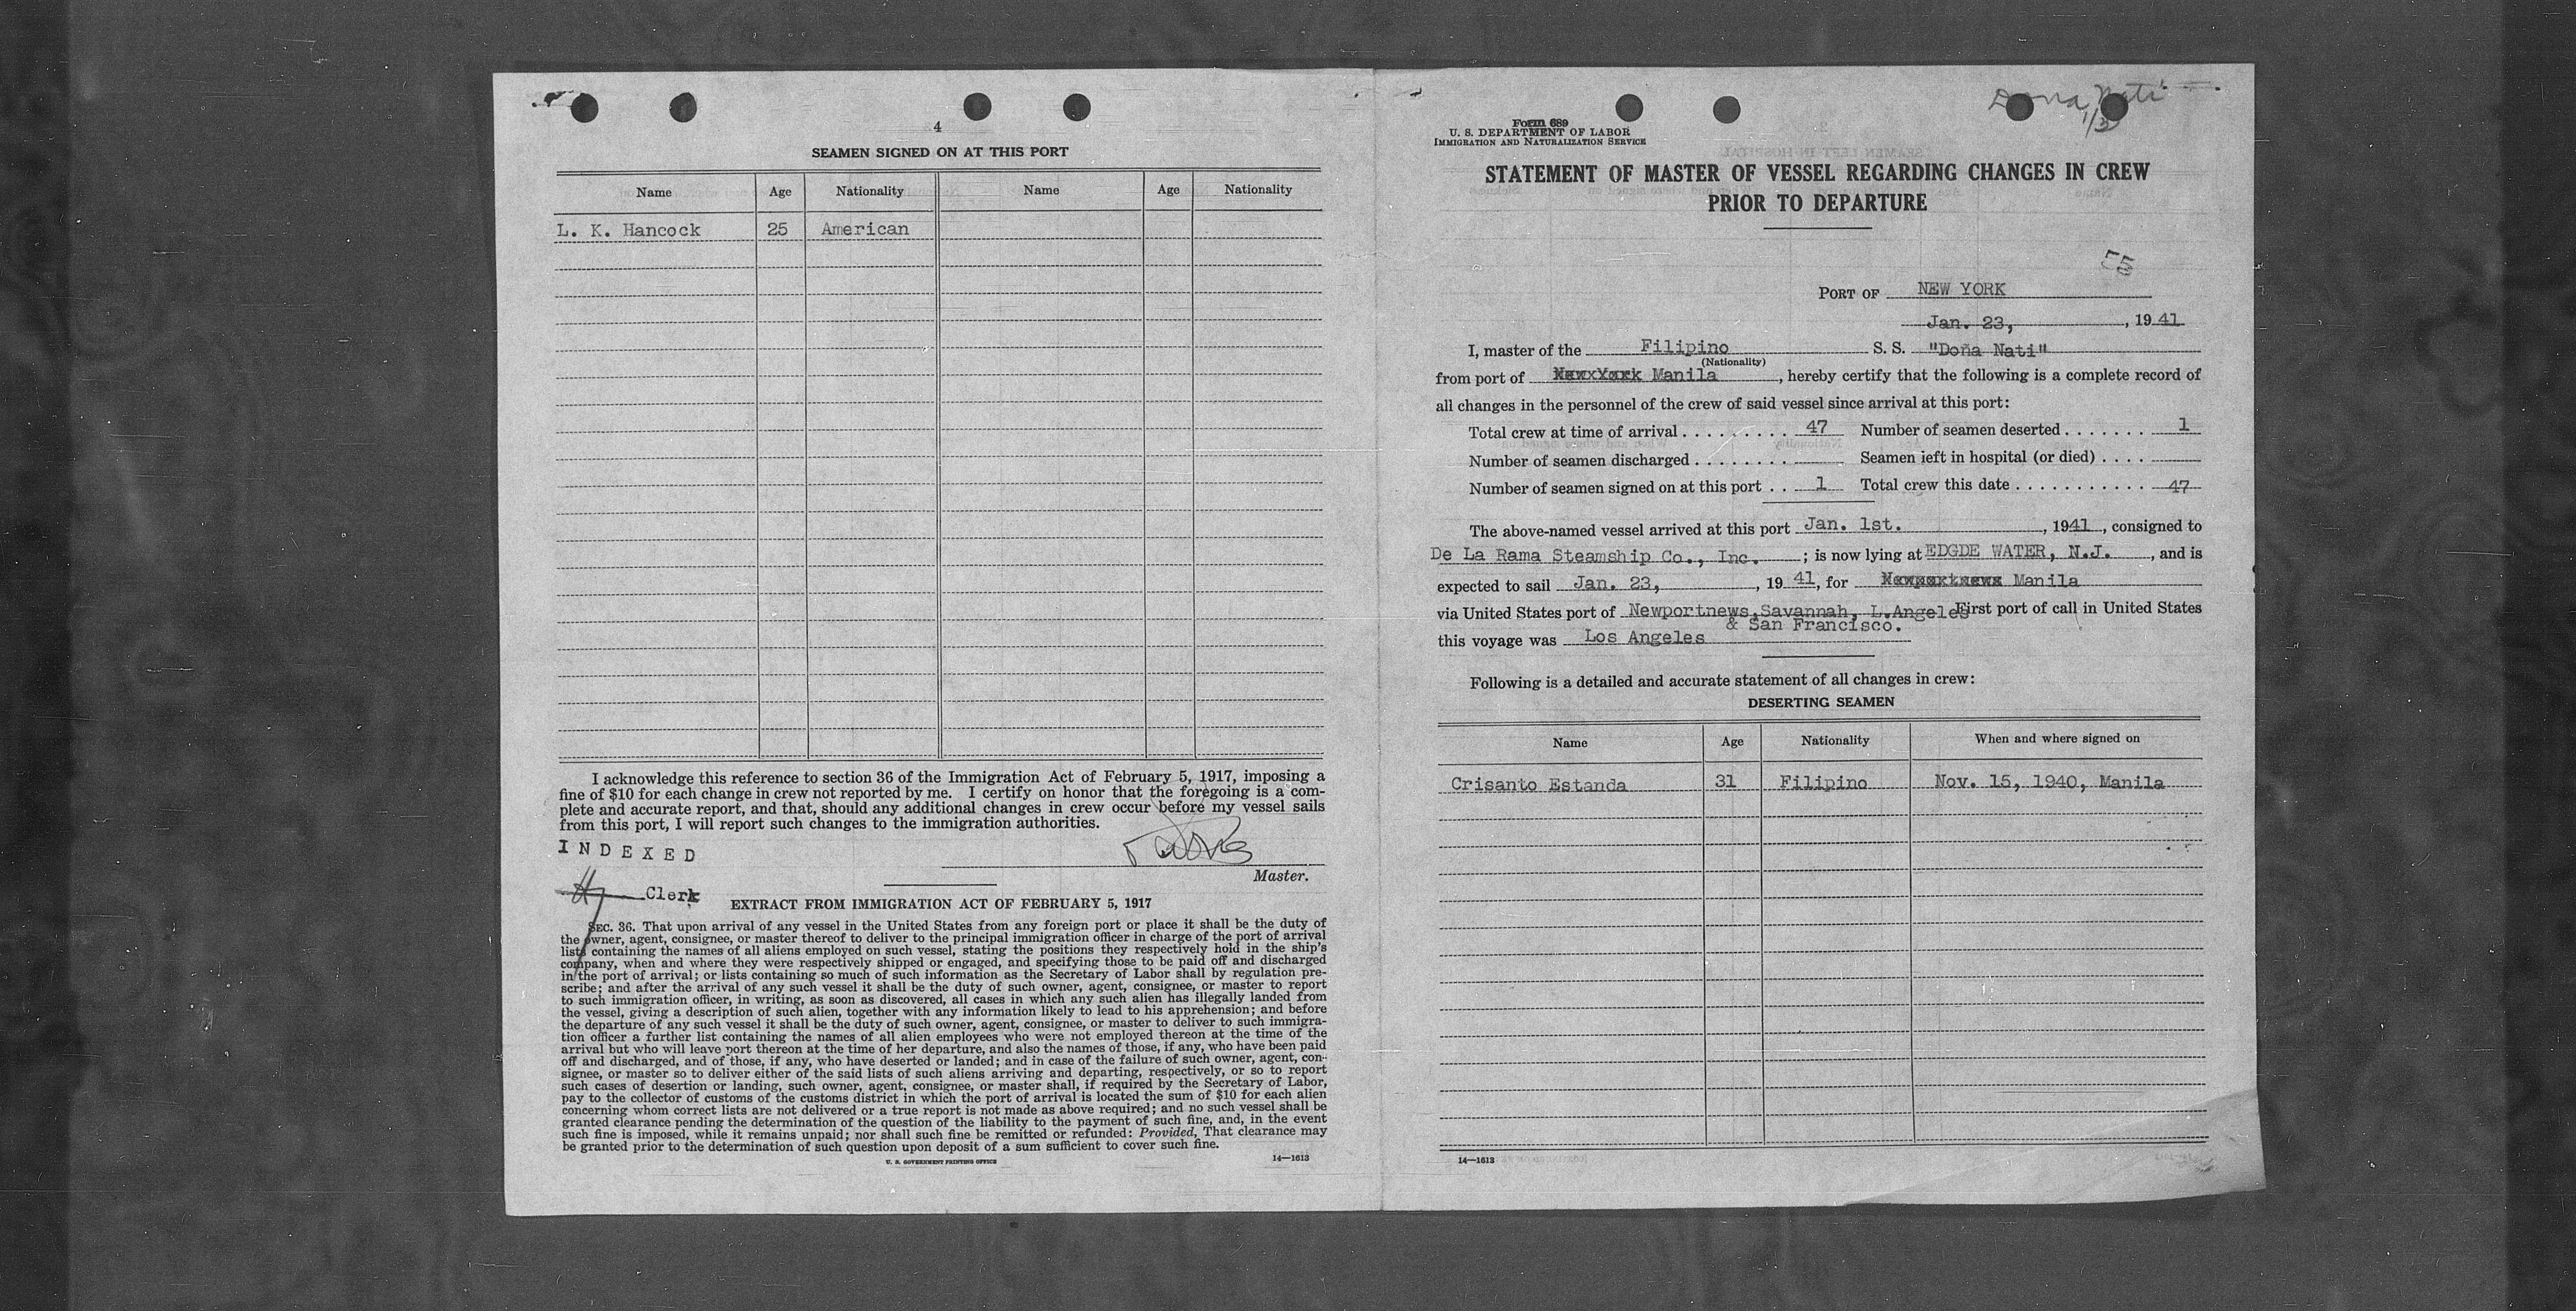 4
SEAMEN SIGNED ON AT THIS PORT
Name Age Nationality Name Age Nationality
L. K. Hancock 25 American
I acknowledge this reference to section 36 of the Immigration Act of February 5, 1917, imposing a
fine of $10 for each change in crew not reported by me. I certify on honor that the foregoing is a com-
plete and accurate report, and that, should any additional changes in crew occur before my vessel sails
from this port, I will report such changes to the immigration authorities.
INDEXED
Master.
Clerk
EXTRACT FROM IMMIGRATION ACT OF FEBRUARY 5, 1917
SEC. 36. That upon arrival of any vessel in the United States from any foreign port or place it shall be the duty of
the owner, agent, consignee, or master thereof to deliver to the principal immigration officer in charge of the port of arrival
lists containing the names of all aliens employed on such vessel, stating the positions they respectively hold in the ship's
company, when and where they were respectively shipped or engaged, and specifying those to be paid off and discharged
in the port of arrival; or lists containing so much of such information as the Secretary of Labor shall by regulation pre-
scribe; and after the arrival of any such vessel it shall be the duty of such owner, agent, consignee, or master to report
to such immigration officer, in writing, as soon as discovered, all cases in which any such alien has illegally landed from
the vessel, giving a description of such alien, together with any information likely to lead to his apprehension; and before
the departure of any such vessel it shall be the duty of such owner, agent, consignee, or master to deliver to such immigra-
tion officer a further list containing the names of all alien employees who were not employed thereon at the time of the
arrival but who will leave port thereon at the time of her departure, and also the names of those, if any, who have been paid
off and discharged, and of those, if any, who have deserted or landed; and in case of the failure of such owner, agent, con-
signee, or master so to deliver either of the said lists of such aliens arriving and departing, respectively, or so to report
such cases of desertion or landing, such owner, agent, consignee, or master shall, if required by the Secretary of Labor,
pay to the collector of customs of the customs district in which the port of arrival is located the sum of $10 for each alien
concerning whom correct lists are not delivered or a true report is not made as above required; and no such vessel shall be
granted clearance pending the determination of the question of the liability to the payment of such fine, and, in the event
such fine is imposed, while it remains unpaid; nor shall such fine be remitted or refunded: Provided, That clearance may
be granted prior to the determination of such question upon deposit of a sum sufficient to cover such fine.
U. S. GOVERNMENT PRINTING OFFICE 14—1613
Dona Nati
1/3
Form 689
U. S. DEPARTMENT OF LABOR
IMMIGRATION AND NATURALIZATION SERVICE
STATEMENT OF MASTER OF VESSEL REGARDING CHANGES IN CREW
PRIOR TO DEPARTURE
PORT OF NEW YORK
Jan. 23, , 1941
I, master of the Filipino S. S. "Doña Nati"
(Nationality)
from port of Manila , hereby certify that the following is a complete record of
all changes in the personnel of the crew of said vessel since arrival at this port:
Total crew at time of arrival . . . . . . . . . . 47 Number of seamen deserted . . . . . . . 1
Number of seamen discharged . . . . . . . . Seamen left in hospital (or died) . . . .
Number of seamen signed on at this port . . 1 Total crew this date . . . . . . . . . . . 47
The above-named vessel arrived at this port Jan. 1st. , 1941 , consigned to
De La Rama Steamship Co., Inc. ; is now lying at EDGDE WATER, N.J. , and is
expected to sail Jan. 23, , 19 41, for Manila
via United States port of Newportnews, Savannah, L.Angeles First port of call in United States
& San Francisco.
this voyage was Los Angeles
Following is a detailed and accurate statement of all changes in crew:
DESERTING SEAMEN
Name Age Nationality When and where signed on
Crisanto Estanda 31 Filipino Nov. 15, 1940, Manila
14—1613